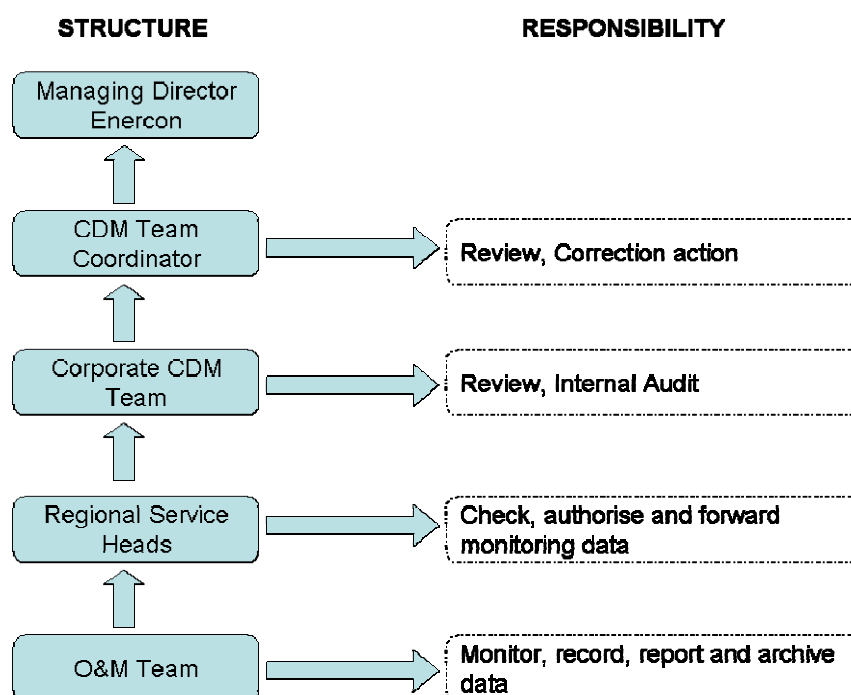 STRUCTURE
RESPONSIBILITY
Managing Director
Enercon
CDM Team
Coordinator
Review, Correction action
Corporate CDM
Team
Review, Internal Audit
Regional Service
Heads
Check, authorise and forward
monitoring data
O&M Team
Monitor, record, report and archive
data